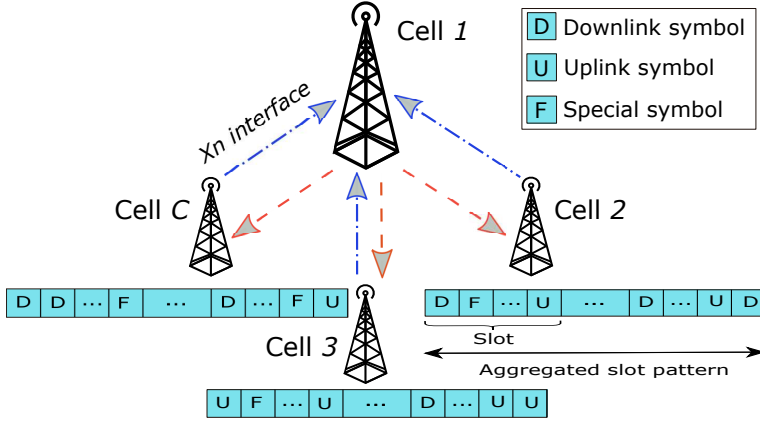 Cell 1
D Downlink symbol
U Uplink symbol
F Special symbol
Xn interface
Cell C
Cell 2
D D ... F ... D ... F U
D F ... U ... D ... U D
Slot
Cell 3
Aggregated slot pattern
U F ... U ... D ... U U